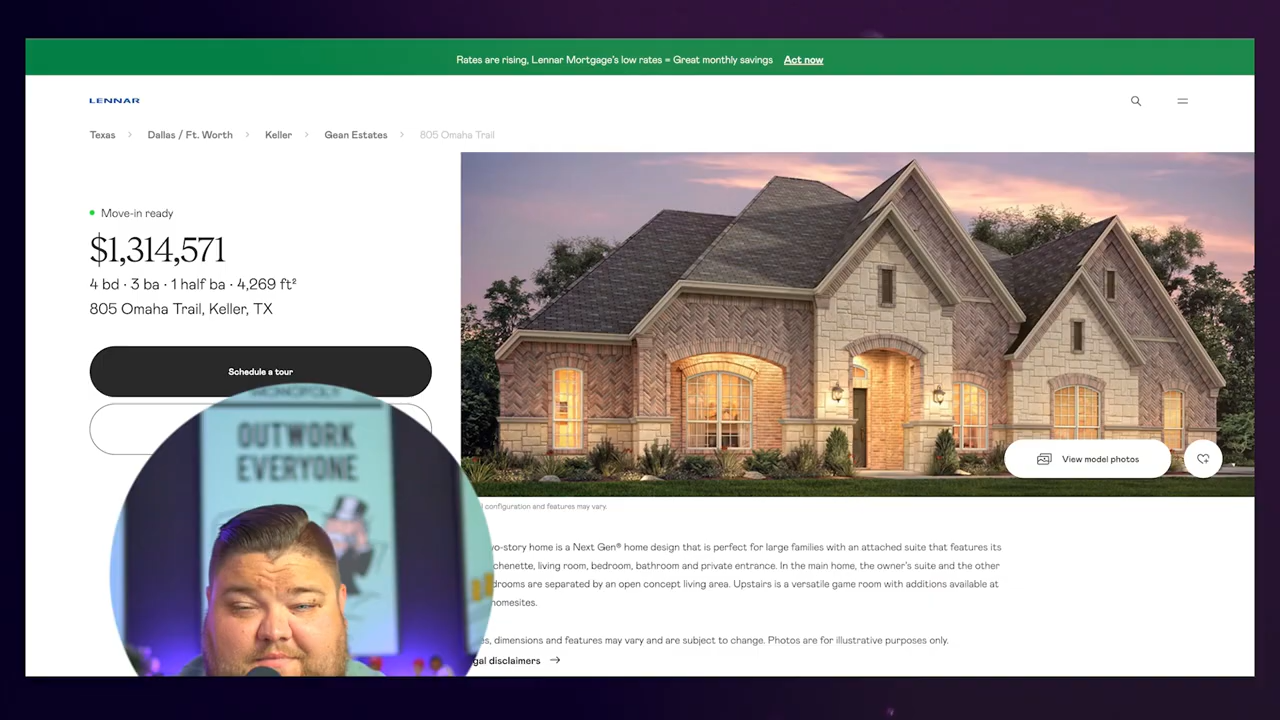 Rates are rising, Lennar Mortgage's low rates = Great monthly savings Act now
LENNAR
Texas > Dallas / Ft. Worth > Keller > Gean Estates > 805 Omaha Trail
Move-in ready
$1,314,571
4 bd · 3 ba · 1 half ba · 4,269 ft²
805 Omaha Trail, Keller, TX
Schedule a tour
MONOPOLY
OUTWORK
EVERYONE
View model photos
configuration and features may vary.
two-story home is a Next Gen® home design that is perfect for large families with an attached suite that features its
kitchenette, living room, bedroom, bathroom and private entrance. In the main home, the owner's suite and the other
bedrooms are separated by an open concept living area. Upstairs is a versatile game room with additions available at
homesites.
dimensions and features may vary and are subject to change. Photos are for illustrative purposes only.
legal disclaimers